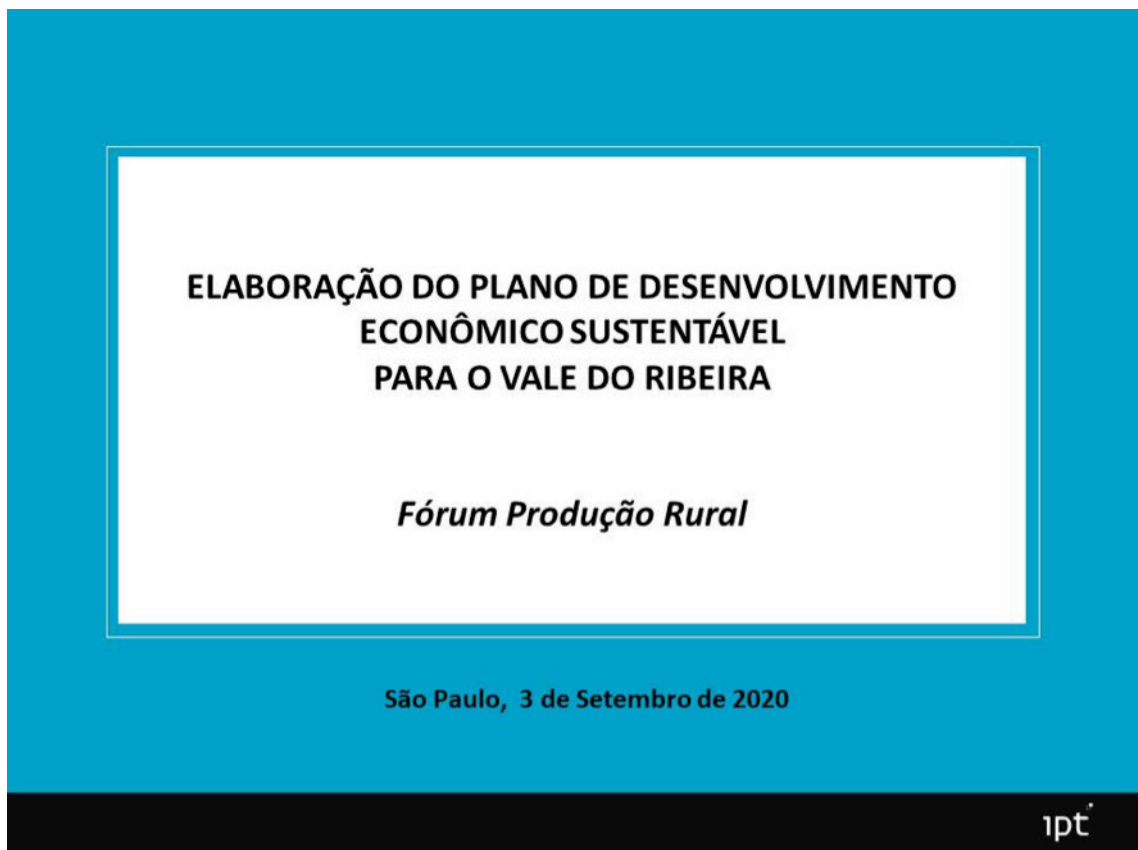 ELABORAÇÃO DO PLANO DE DESENVOLVIMENTO
ECONÔMICO SUSTENTÁVEL
PARA O VALE DO RIBEIRA
Fórum Produção Rural
São Paulo, 3 de Setembro de 2020
ipt